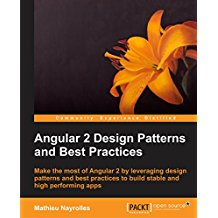 Community Experience Distilled
Angular 2 Design Patterns
and Best Practices
Make the most of Angular 2 by leveraging design
patterns and best practices to build stable and
high performing apps
Mathieu Nayrolles
PACKT
open source